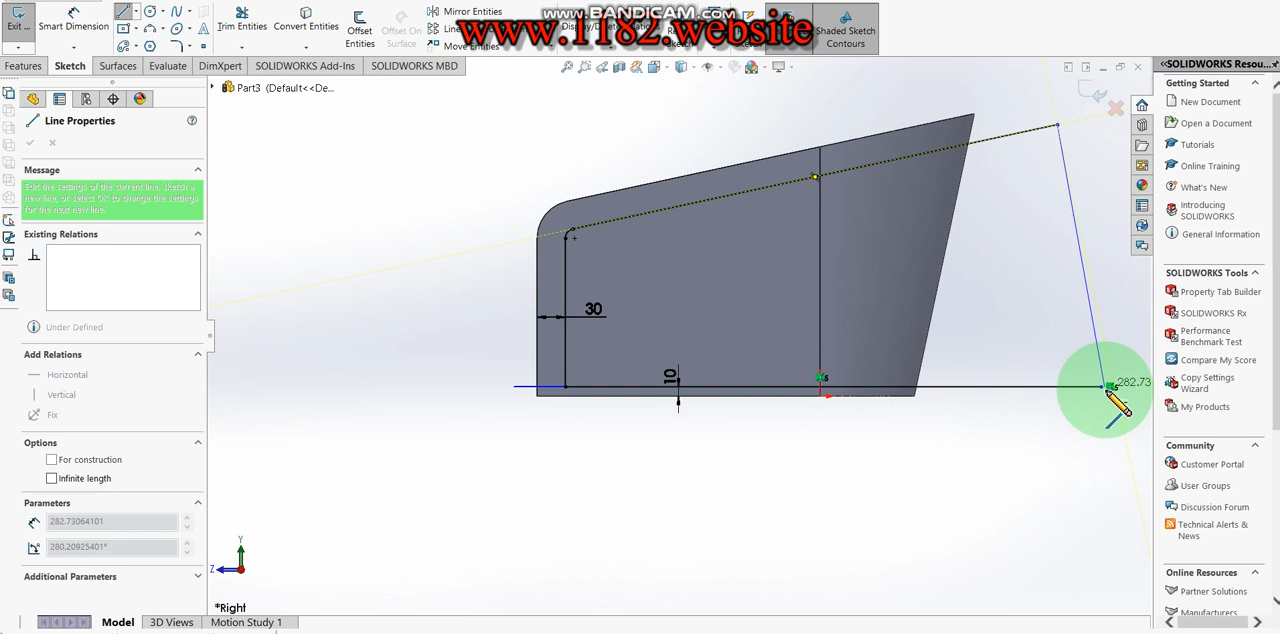 www.BANDICAM.com
www.1182.website
Exit ...
Smart Dimension
Trim Entities
Convert Entities
Offset Entities
Offset On Surface
Mirror Entities
Shaded Sketch Contours
Features
Sketch
Surfaces
Evaluate
DimXpert
SOLIDWORKS Add-Ins
SOLIDWORKS MBD
Part3 (Default<<De...
Line Properties
Message
Edit the settings of the current line, sketch a
new line, or select OK to change the settings
for the next new line.
Existing Relations
Under Defined
Add Relations
Horizontal
Vertical
Fix
Options
For construction
Infinite length
Parameters
282.73064101
280.20925401°
Additional Parameters
30
10
282.73
Y
Z
*Right
Model
3D Views
Motion Study 1
SOLIDWORKS Resou...
Getting Started
New Document
Open a Document
Tutorials
Online Training
What's New
Introducing
SOLIDWORKS
General Information
SOLIDWORKS Tools
Property Tab Builder
SOLIDWORKS Rx
Performance
Benchmark Test
Compare My Score
Copy Settings
Wizard
My Products
Community
Customer Portal
User Groups
Discussion Forum
Technical Alerts &
News
Online Resources
Partner Solutions
Manufacturers